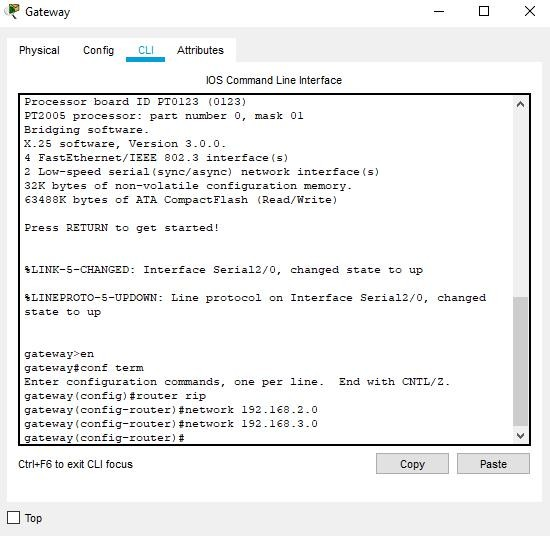 Gateway
Physical Config CLI Attributes
IOS Command Line Interface
Processor board ID PT0123 (0123)
PT2005 processor: part number 0, mask 01
Bridging software.
X.25 software, Version 3.0.0.
4 FastEthernet/IEEE 802.3 interface(s)
2 Low-speed serial(sync/async) network interface(s)
32K bytes of non-volatile configuration memory.
63488K bytes of ATA CompactFlash (Read/Write)
Press RETURN to get started!
%LINK-5-CHANGED: Interface Serial2/0, changed state to up
%LINEPROTO-5-UPDOWN: Line protocol on Interface Serial2/0, changed
state to up
gateway>en
gateway#conf term
Enter configuration commands, one per line.  End with CNTL/Z.
gateway(config)#router rip
gateway(config-router)#network 192.168.2.0
gateway(config-router)#network 192.168.3.0
gateway(config-router)#
Ctrl+F6 to exit CLI focus
Copy Paste
Top